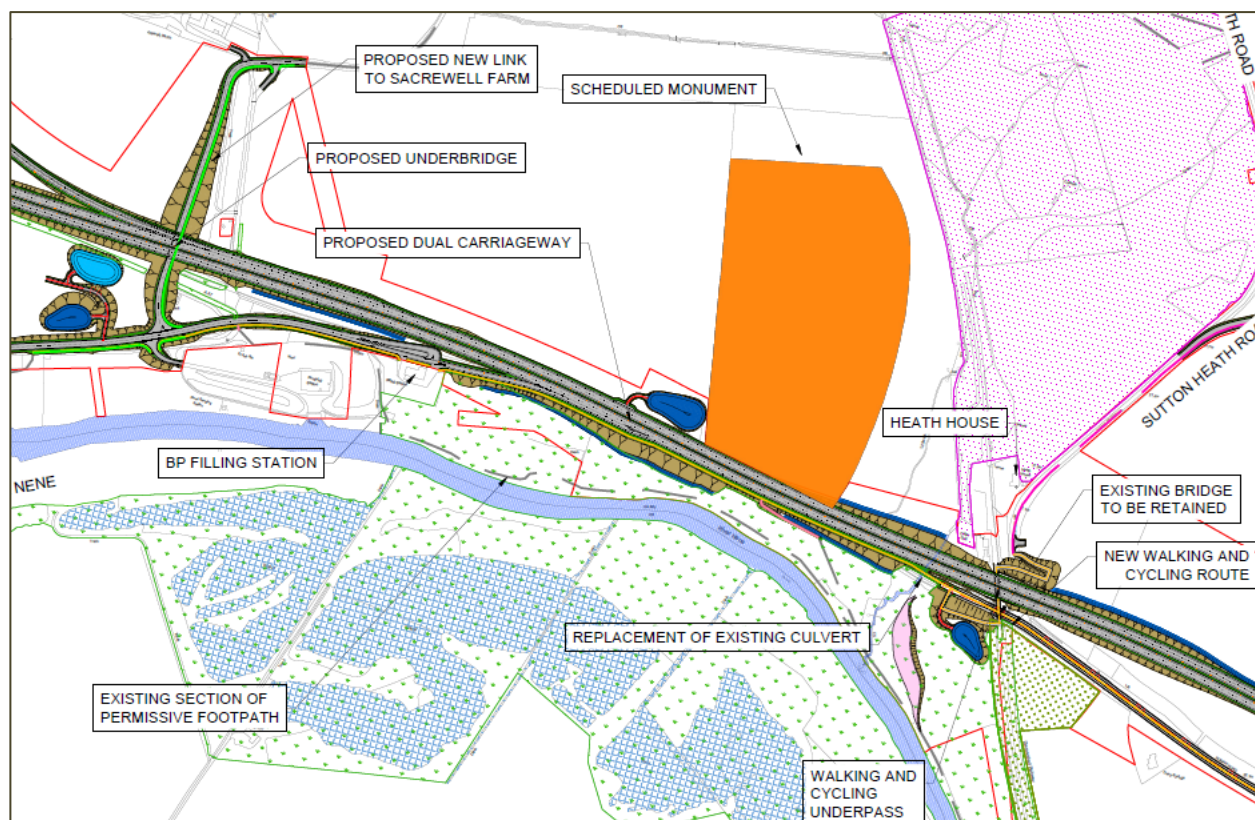 PROPOSED NEW LINK
TO SACREWELL FARM
SCHEDULED MONUMENT
TH ROAD
PROPOSED UNDERBRIDGE
PROPOSED DUAL CARRIAGEWAY
SUTTON HEATH RO
HEATH HOUSE
BP FILLING STATION
NENE
EXISTING BRIDGE
TO BE RETAINED
NEW WALKING AND
CYCLING ROUTE
REPLACEMENT OF EXISTING CULVERT
EXISTING SECTION OF
PERMISSIVE FOOTPATH
WALKING AND
CYCLING
UNDERPASS